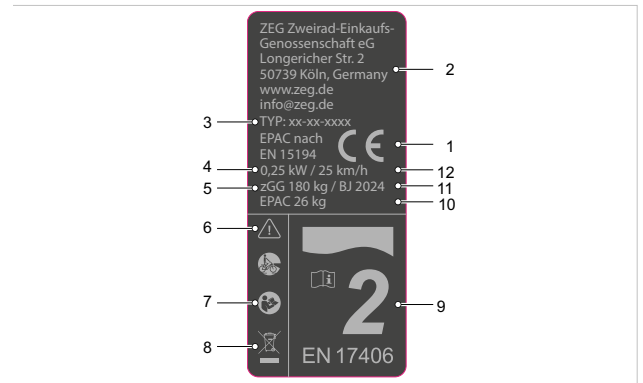 ZEG Zweirad-Einkaufs-
Genossenschaft eG
Longericher Str. 2
50739 Köln, Germany
www.zeg.de
info@zeg.de
TYP: xx-xx-xxxx
EPAC nach
EN 15194
CE
0,25 kW / 25 km/h
zGG 180 kg / BJ 2024
EPAC 26 kg
2
EN 17406
3
4
5
6
7
8
2
1
12
11
10
9